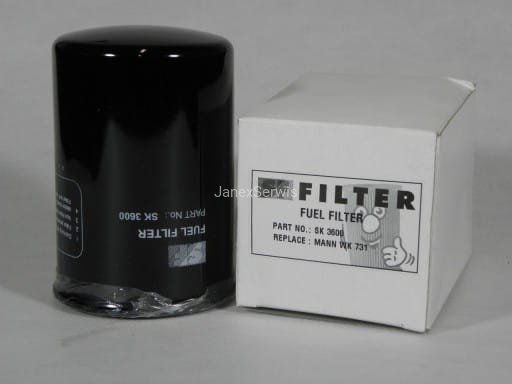 FUEL FILTER
PART No.: SK 3600
JanexSerwis
FILTER
FUEL FILTER
PART NO.: SK 3600
REPLACE : MANN WK 731